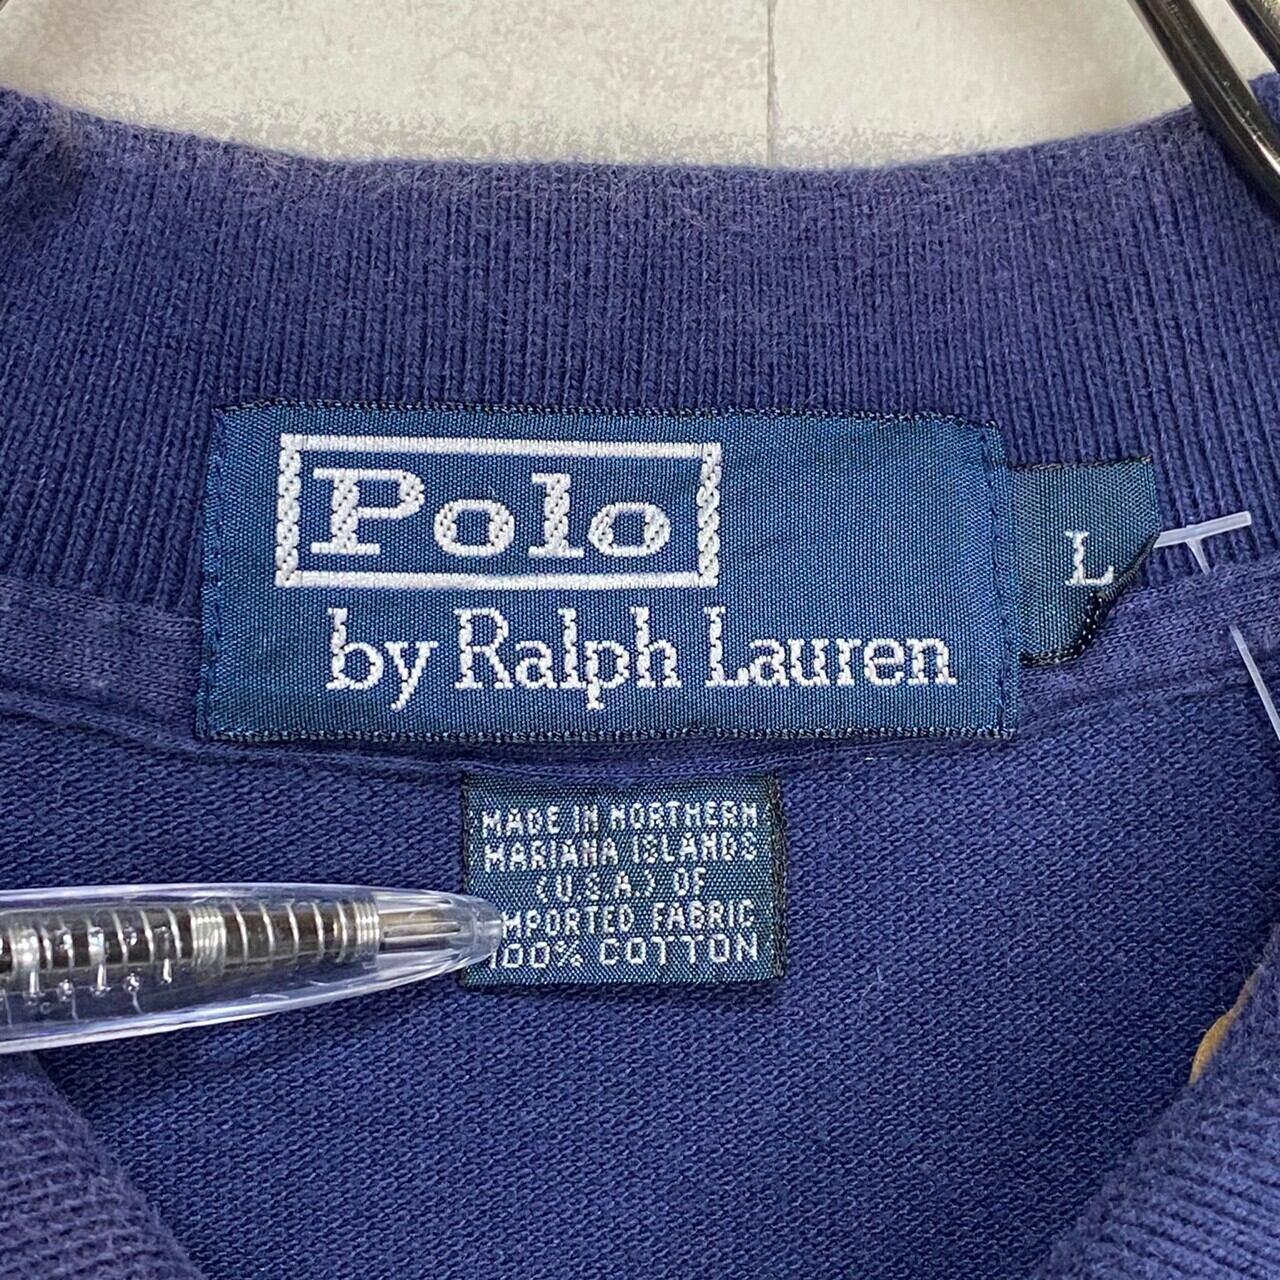 Polo
by Ralph Lauren
L
MADE IN NORTHERN
MARIANA ISLANDS
(U.S.A.) OF
IMPORTED FABRIC
100% COTTON